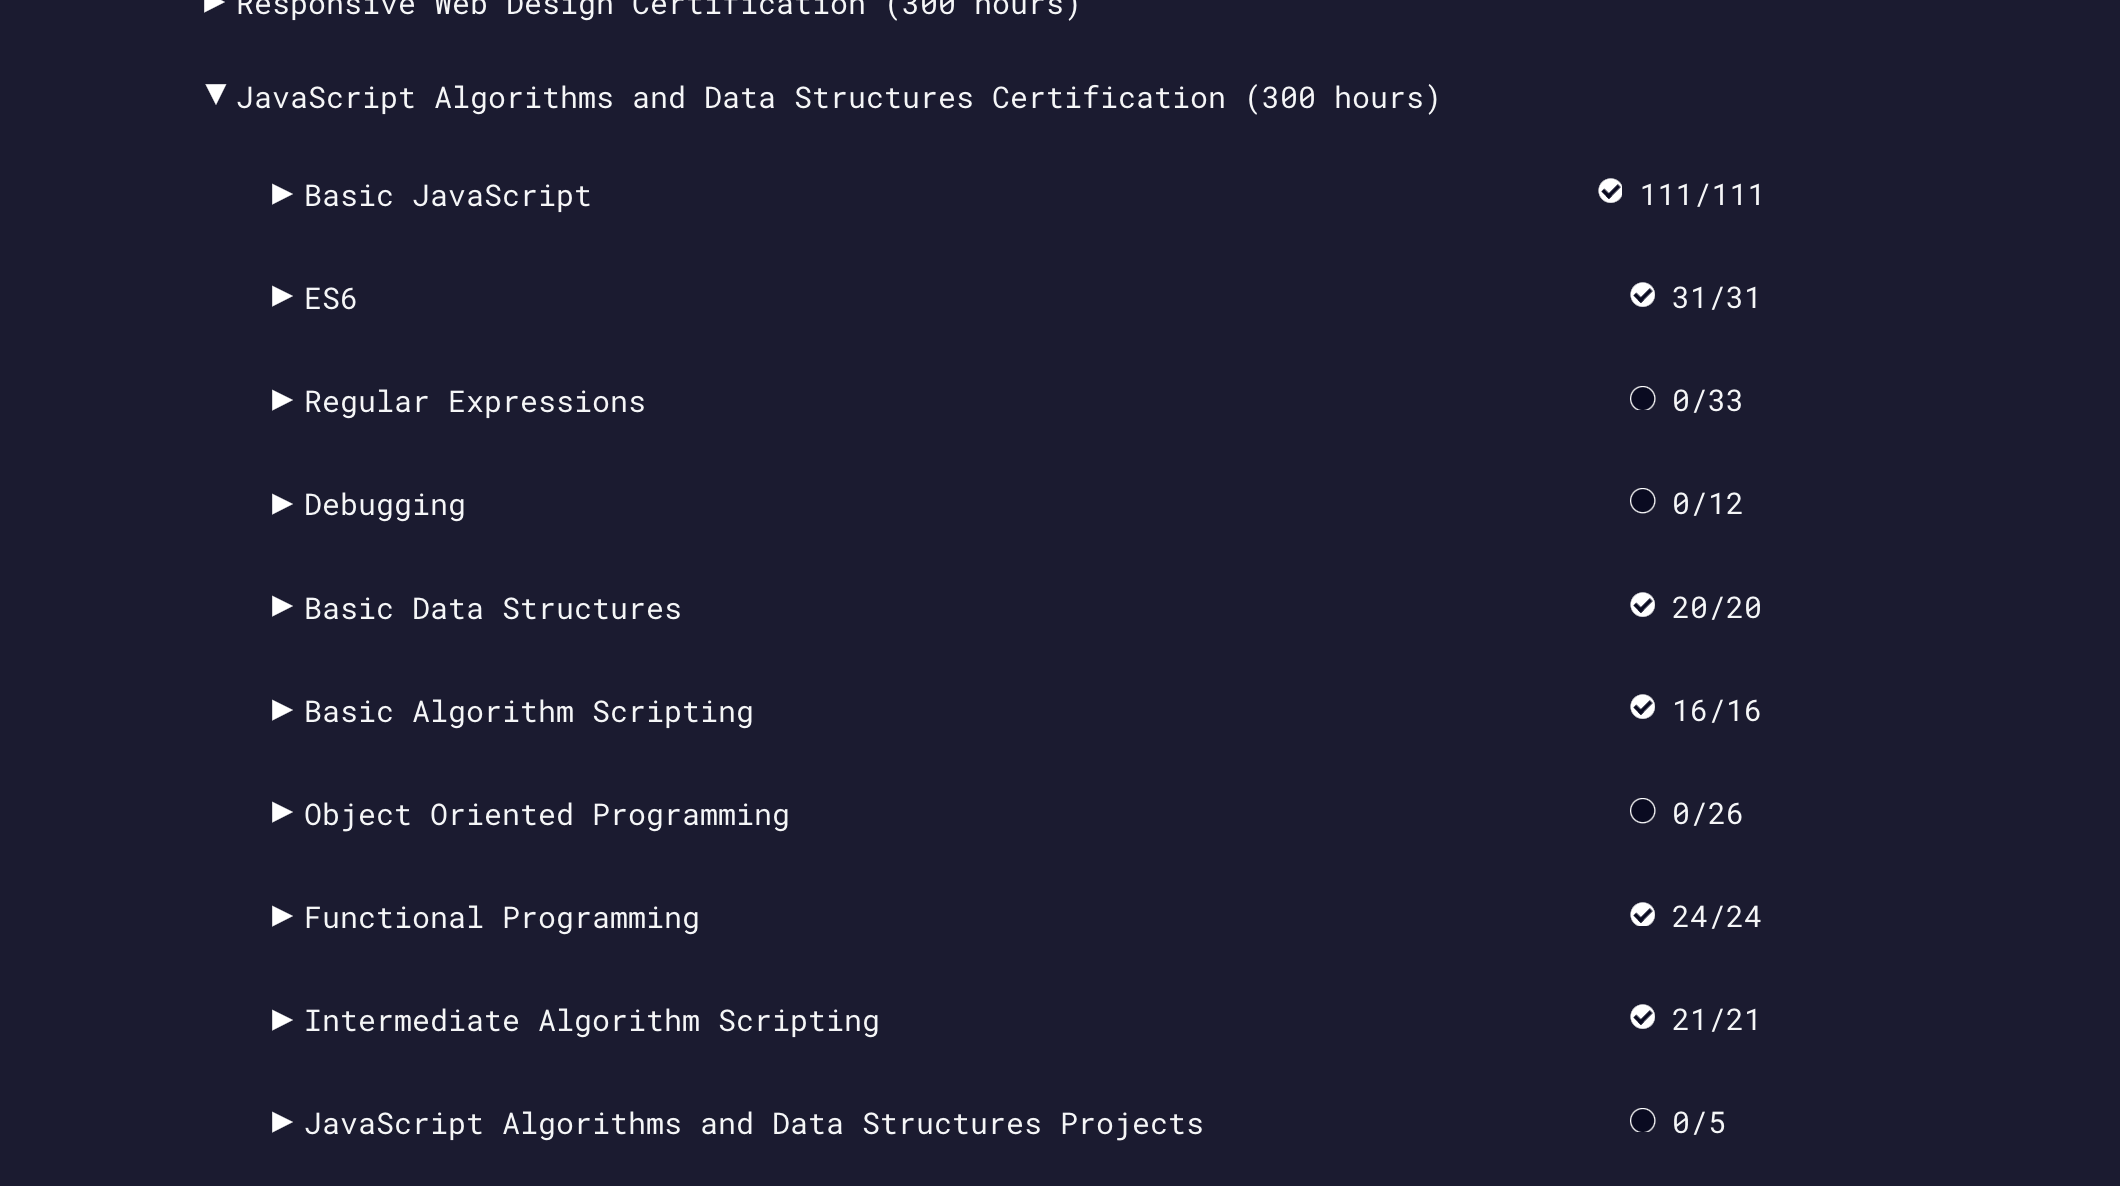 Responsive Web Design Certification (300 hours)
JavaScript Algorithms and Data Structures Certification (300 hours)
Basic JavaScript 111/111
ES6 31/31
Regular Expressions 0/33
Debugging 0/12
Basic Data Structures 20/20
Basic Algorithm Scripting 16/16
Object Oriented Programming 0/26
Functional Programming 24/24
Intermediate Algorithm Scripting 21/21
JavaScript Algorithms and Data Structures Projects 0/5